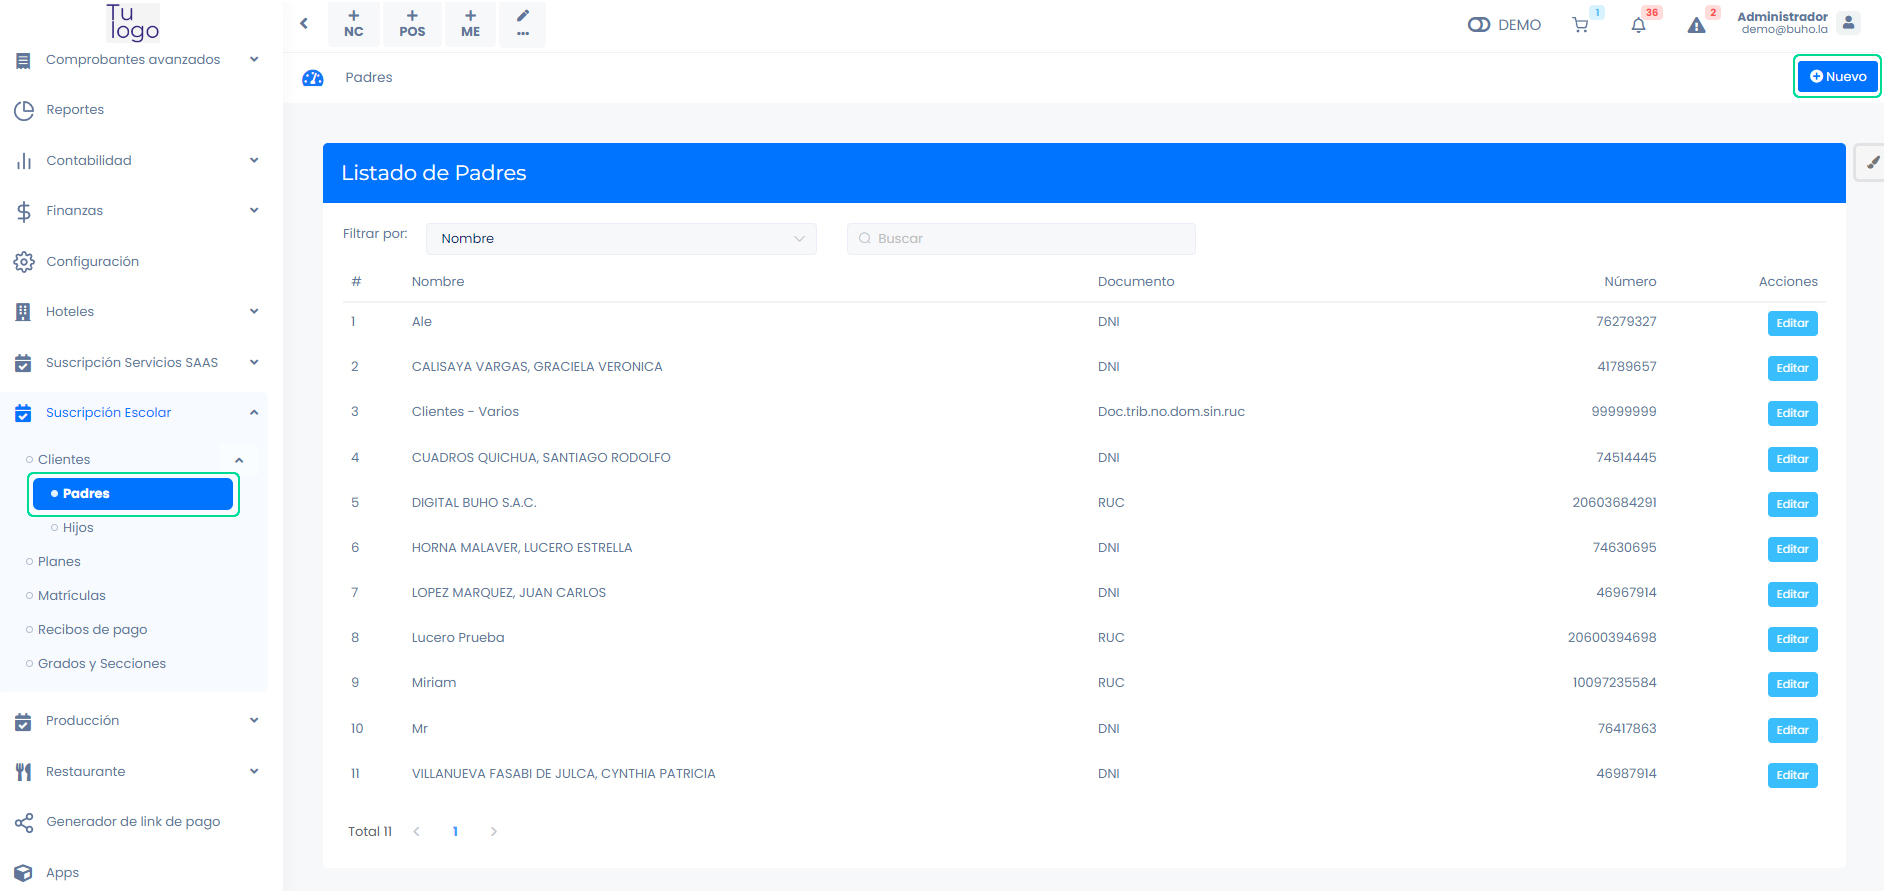 Tu
logo
Comprobantes avanzados
Reportes
Contabilidad
Finanzas
Configuración
Hoteles
Suscripción Servicios SAAS
Suscripción Escolar
Clientes
Padres
Hijos
Planes
Matrículas
Recibos de pago
Grados y Secciones
Producción
Restaurante
Generador de link de pago
Apps
+ NC
+ POS
+ ME
...
DEMO
1
36
2
Administrador
demo@buho.la
Padres
Nuevo
Listado de Padres
Filtrar por: Nombre Buscar
# Nombre Documento Número Acciones
1 Ale DNI 76279327 Editar
2 CALISAYA VARGAS, GRACIELA VERONICA DNI 41789657 Editar
3 Clientes - Varios Doc.trib.no.dom.sin.ruc 99999999 Editar
4 CUADROS QUICHUA, SANTIAGO RODOLFO DNI 74514445 Editar
5 DIGITAL BUHO S.A.C. RUC 20603684291 Editar
6 HORNA MALAVER, LUCERO ESTRELLA DNI 74630695 Editar
7 LOPEZ MARQUEZ, JUAN CARLOS DNI 46967914 Editar
8 Lucero Prueba RUC 20600394698 Editar
9 Miriam RUC 10097235584 Editar
10 Mr DNI 76417863 Editar
11 VILLANUEVA FASABI DE JULCA, CYNTHIA PATRICIA DNI 46987914 Editar
Total 11 < 1 >